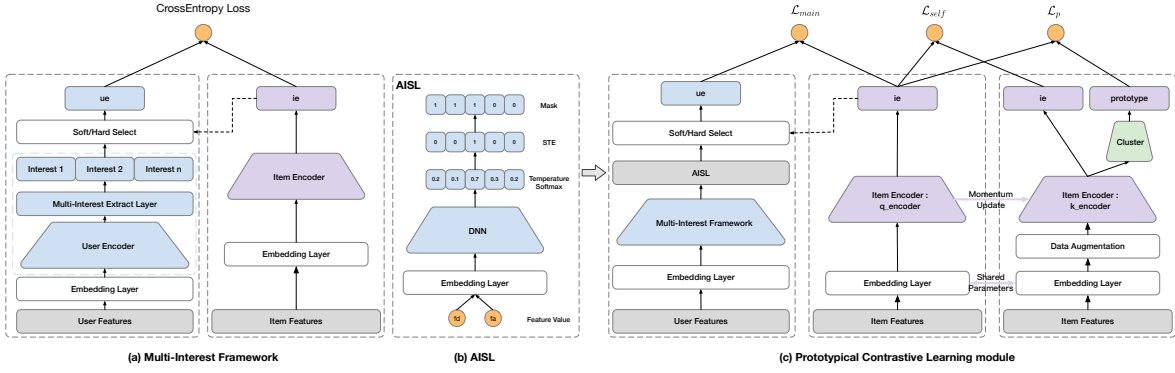 CrossEntropy Loss
ue
Soft/Hard Select
Interest 1 Interest 2 Interest n
Multi-Interest Extract Layer
User Encoder
Embedding Layer
User Features
ie
Item Encoder
Embedding Layer
Item Features
(a) Multi-Interest Framework
AISL
1 1 1 0 0 Mask
0 0 1 0 0 STE
0.2 0.1 0.7 0.3 0.2 Temperature
Softmax
DNN
Embedding Layer
fd fa Feature Value
(b) AISL
ℒmain
ℒself
ℒp
ue
Soft/Hard Select
AISL
Multi-Interest Framework
Embedding Layer
User Features
ie
Item Encoder :
q_encoder
Embedding Layer
Item Features
Momentum
Update
Shared
Parameters
ie
prototype
Cluster
Item Encoder :
k_encoder
Data Augmentation
Embedding Layer
Item Features
(c) Prototypical Contrastive Learning module